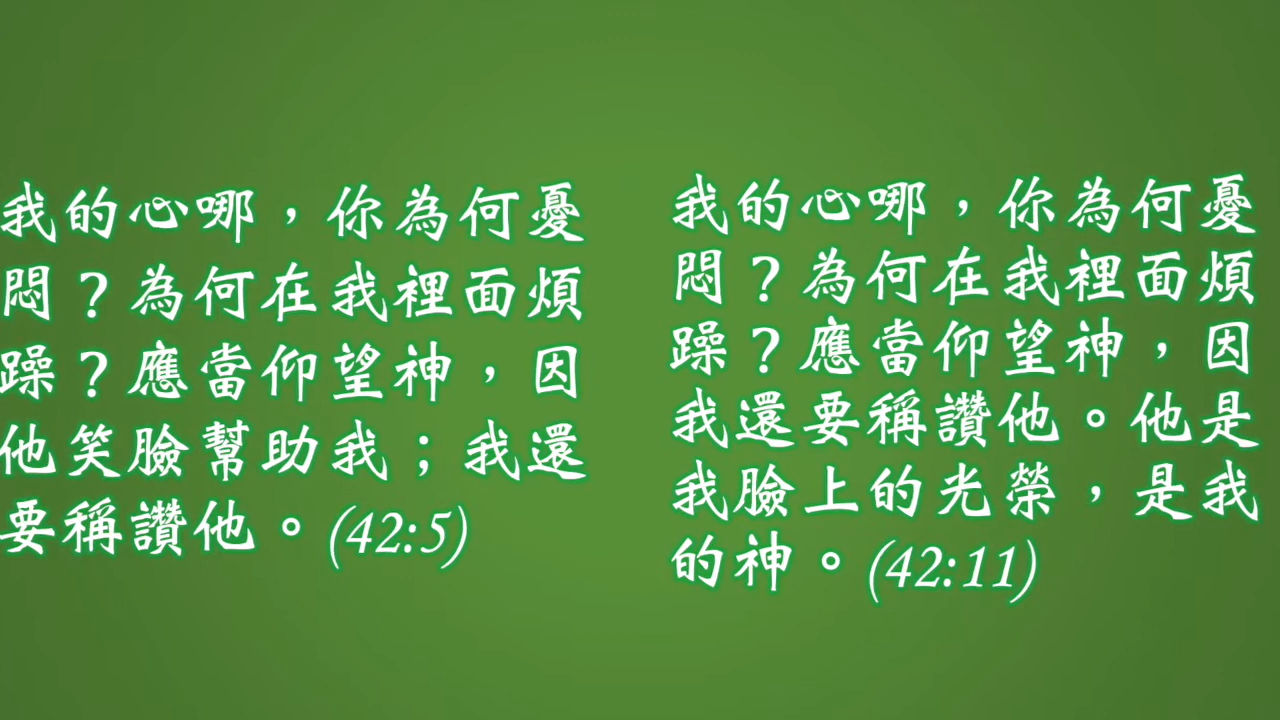 我的心哪，你為何憂
悶？為何在我裡面煩
躁？應當仰望神，因
他笑臉幫助我；我還
要稱讚他。(42:5)
我的心哪，你為何憂
悶？為何在我裡面煩
躁？應當仰望神，因
我還要稱讚他。他是
我臉上的光榮，是我
的神。(42:11)